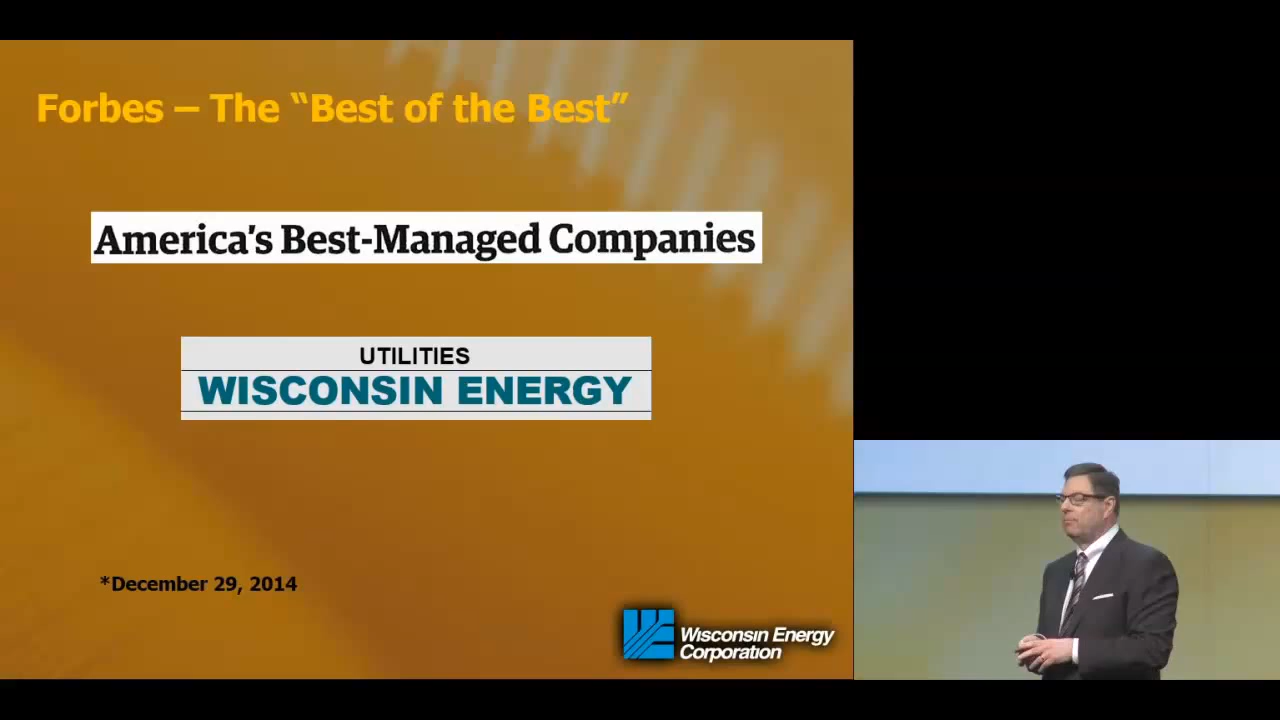 Forbes – The “Best of the Best”
America’s Best-Managed Companies
UTILITIES
WISCONSIN ENERGY
*December 29, 2014
Wisconsin Energy
Corporation